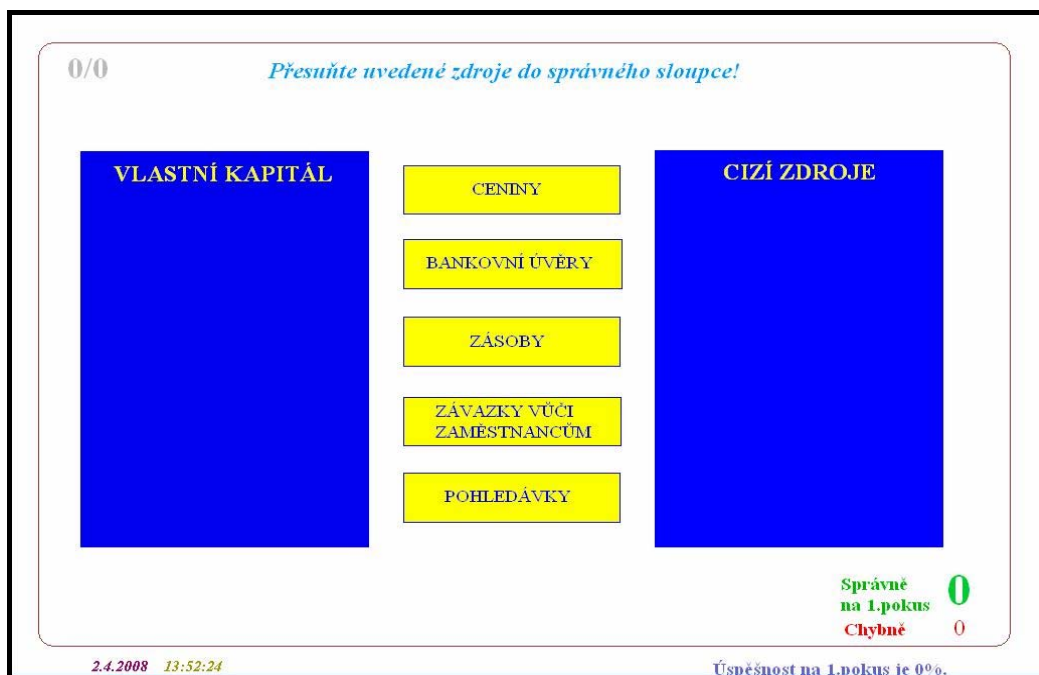 0/0
Přesuňte uvedené zdroje do správného sloupce!
VLASTNÍ KAPITÁL
CENINY
BANKOVNÍ ÚVĚRY
ZÁSOBY
ZÁVAZKY VŮČI
ZAMĚSTNANCŮM
POHLEDÁVKY
CIZÍ ZDROJE
Správně
na 1.pokus 0
Chybně 0
2.4.2008 13:52:24
Úspěšnost na 1.pokus je 0%.